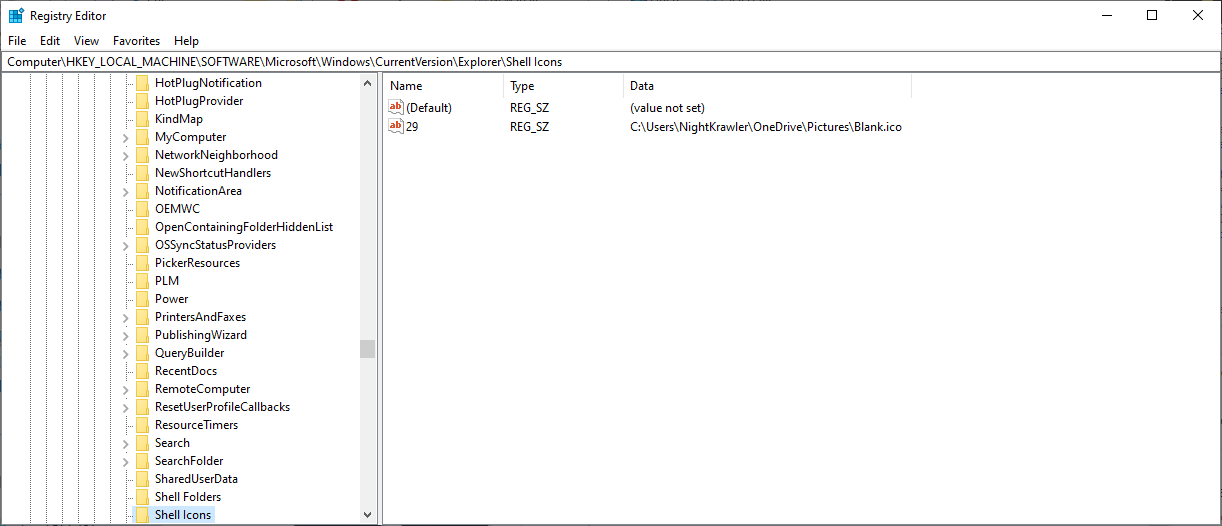 Registry Editor
File Edit View Favorites Help
Computer\HKEY_LOCAL_MACHINE\SOFTWARE\Microsoft\Windows\CurrentVersion\Explorer\Shell Icons
HotPlugNotification
HotPlugProvider
KindMap
MyComputer
NetworkNeighborhood
NewShortcutHandlers
NotificationArea
OEMWC
OpenContainingFolderHiddenList
OSSyncStatusProviders
PickerResources
PLM
Power
PrintersAndFaxes
PublishingWizard
QueryBuilder
RecentDocs
RemoteComputer
ResetUserProfileCallbacks
ResourceTimers
Search
SearchFolder
SharedUserData
Shell Folders
Shell Icons
Name Type Data
ab (Default) REG_SZ (value not set)
ab 29 REG_SZ C:\Users\NightKrawler\OneDrive\Pictures\Blank.ico